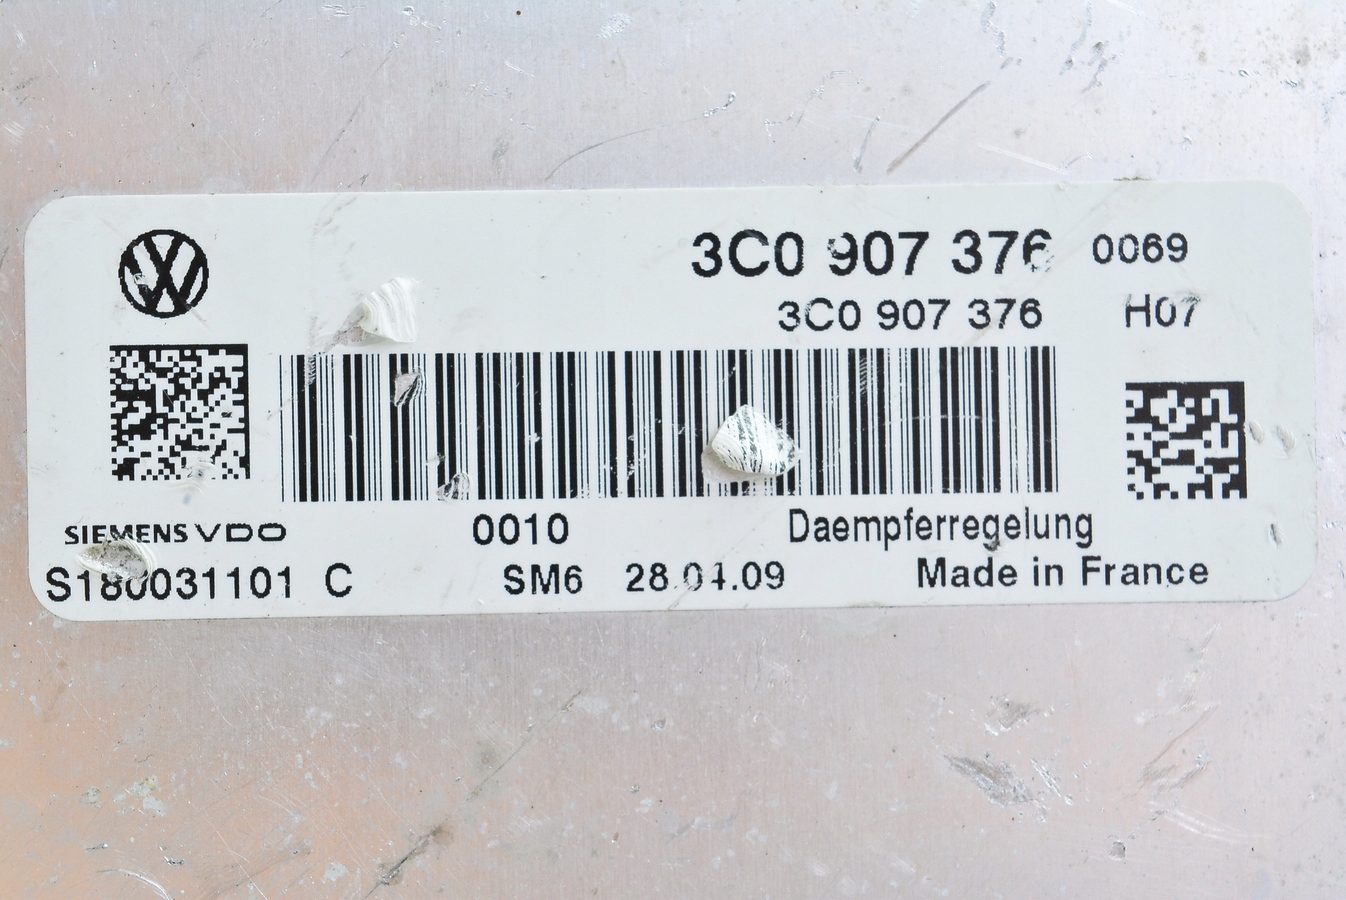 3C0 907 376 0069
3C0 907 376 H07
SIEMENS VDO 0010 Daempferregelung
S180031101 C SM6 28.04.09 Made in France